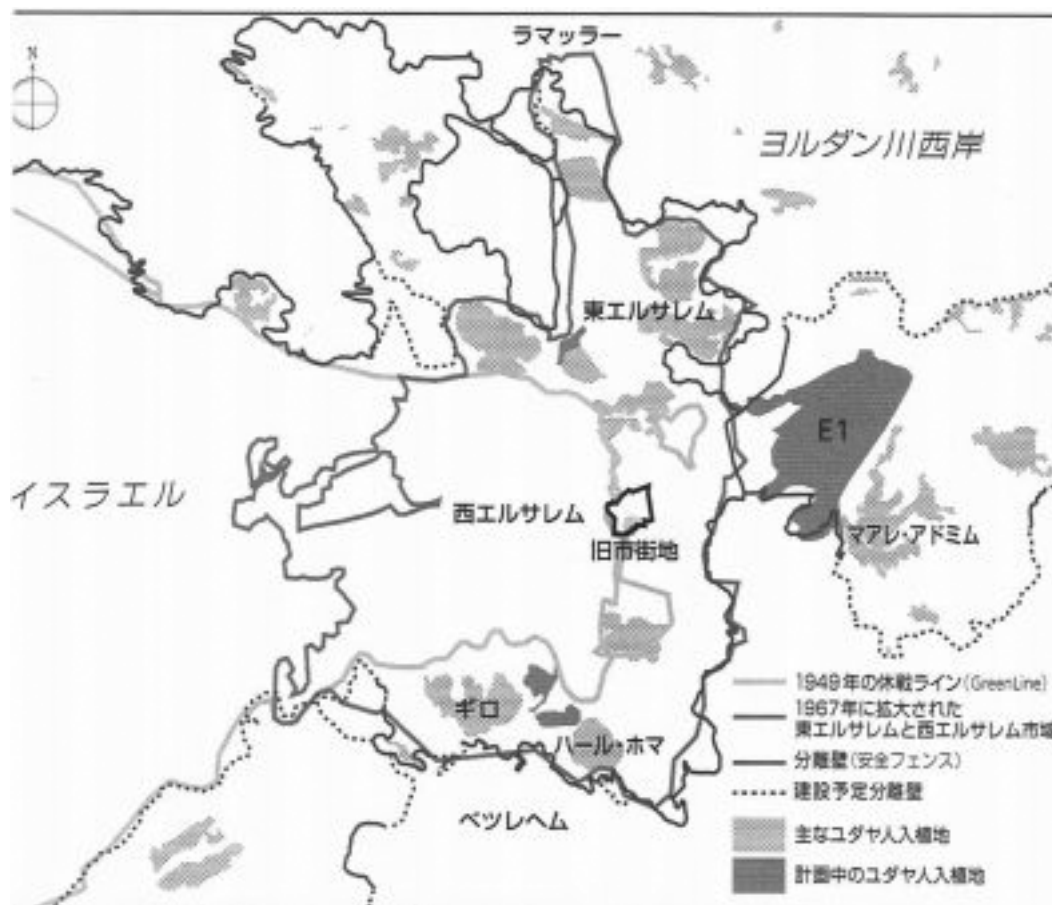 ラマッラー
N
ヨルダン川西岸
東エルサレム
E1
イスラエル
西エルサレム
旧市街地
マアレ・アドミム
ギロ
ハール・ホマ
ベツレヘム
1949年の休戦ライン(GreenLine)
1967年に拡大された
東エルサレムと西エルサレム市域
分離壁(安全フェンス)
建設予定分離壁
主なユダヤ人入植地
計画中のユダヤ人入植地